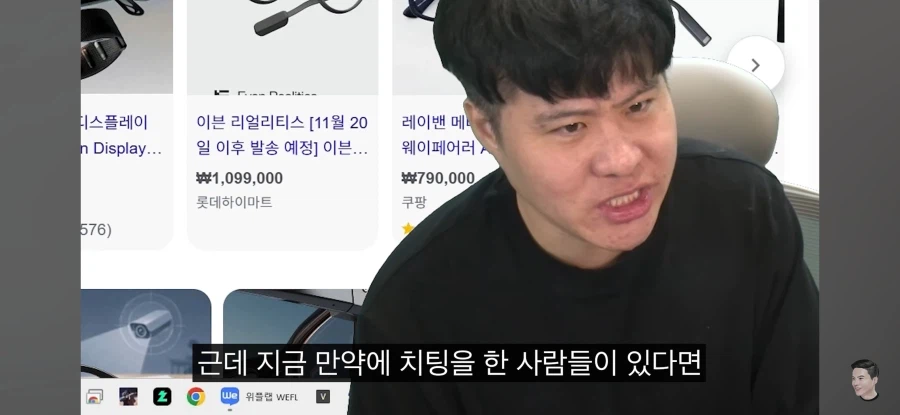 디스플레이
n Display...
576)
Even Realities
이븐 리얼리티스 [11월 20
일 이후 발송 예정] 이븐...
₩1,099,000
롯데하이마트
레이밴 메
웨이페어러
₩790,000
쿠팡
근데 지금 만약에 치팅을 한 사람들이 있다면
위플랩 WEFL